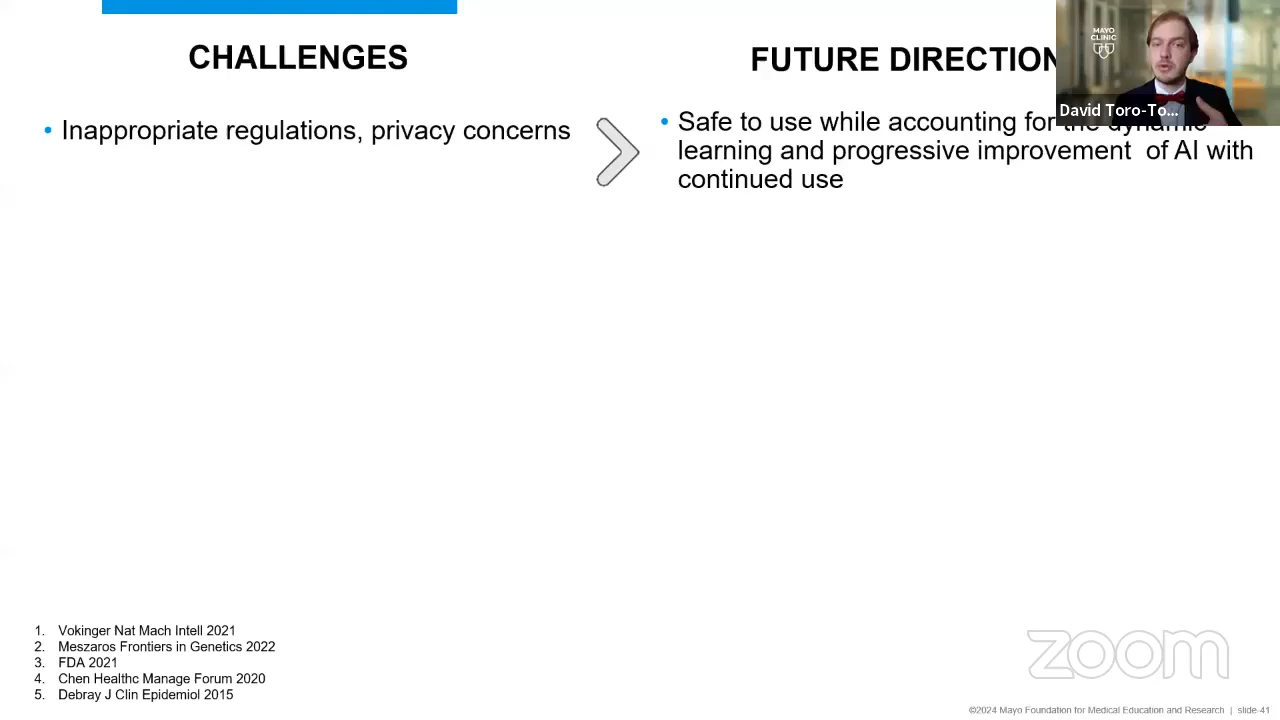 CHALLENGES
FUTURE DIRECTION
• Inappropriate regulations, privacy concerns
• Safe to use while accounting for the dynamic
learning and progressive improvement of AI with
continued use
MAYO
CLINIC
David Toro-To...
1. Vokinger Nat Mach Intell 2021
2. Meszaros Frontiers in Genetics 2022
3. FDA 2021
4. Chen Healthc Manage Forum 2020
5. Debray J Clin Epidemiol 2015
zoom
©2024 Mayo Foundation for Medical Education and Research | slide-41